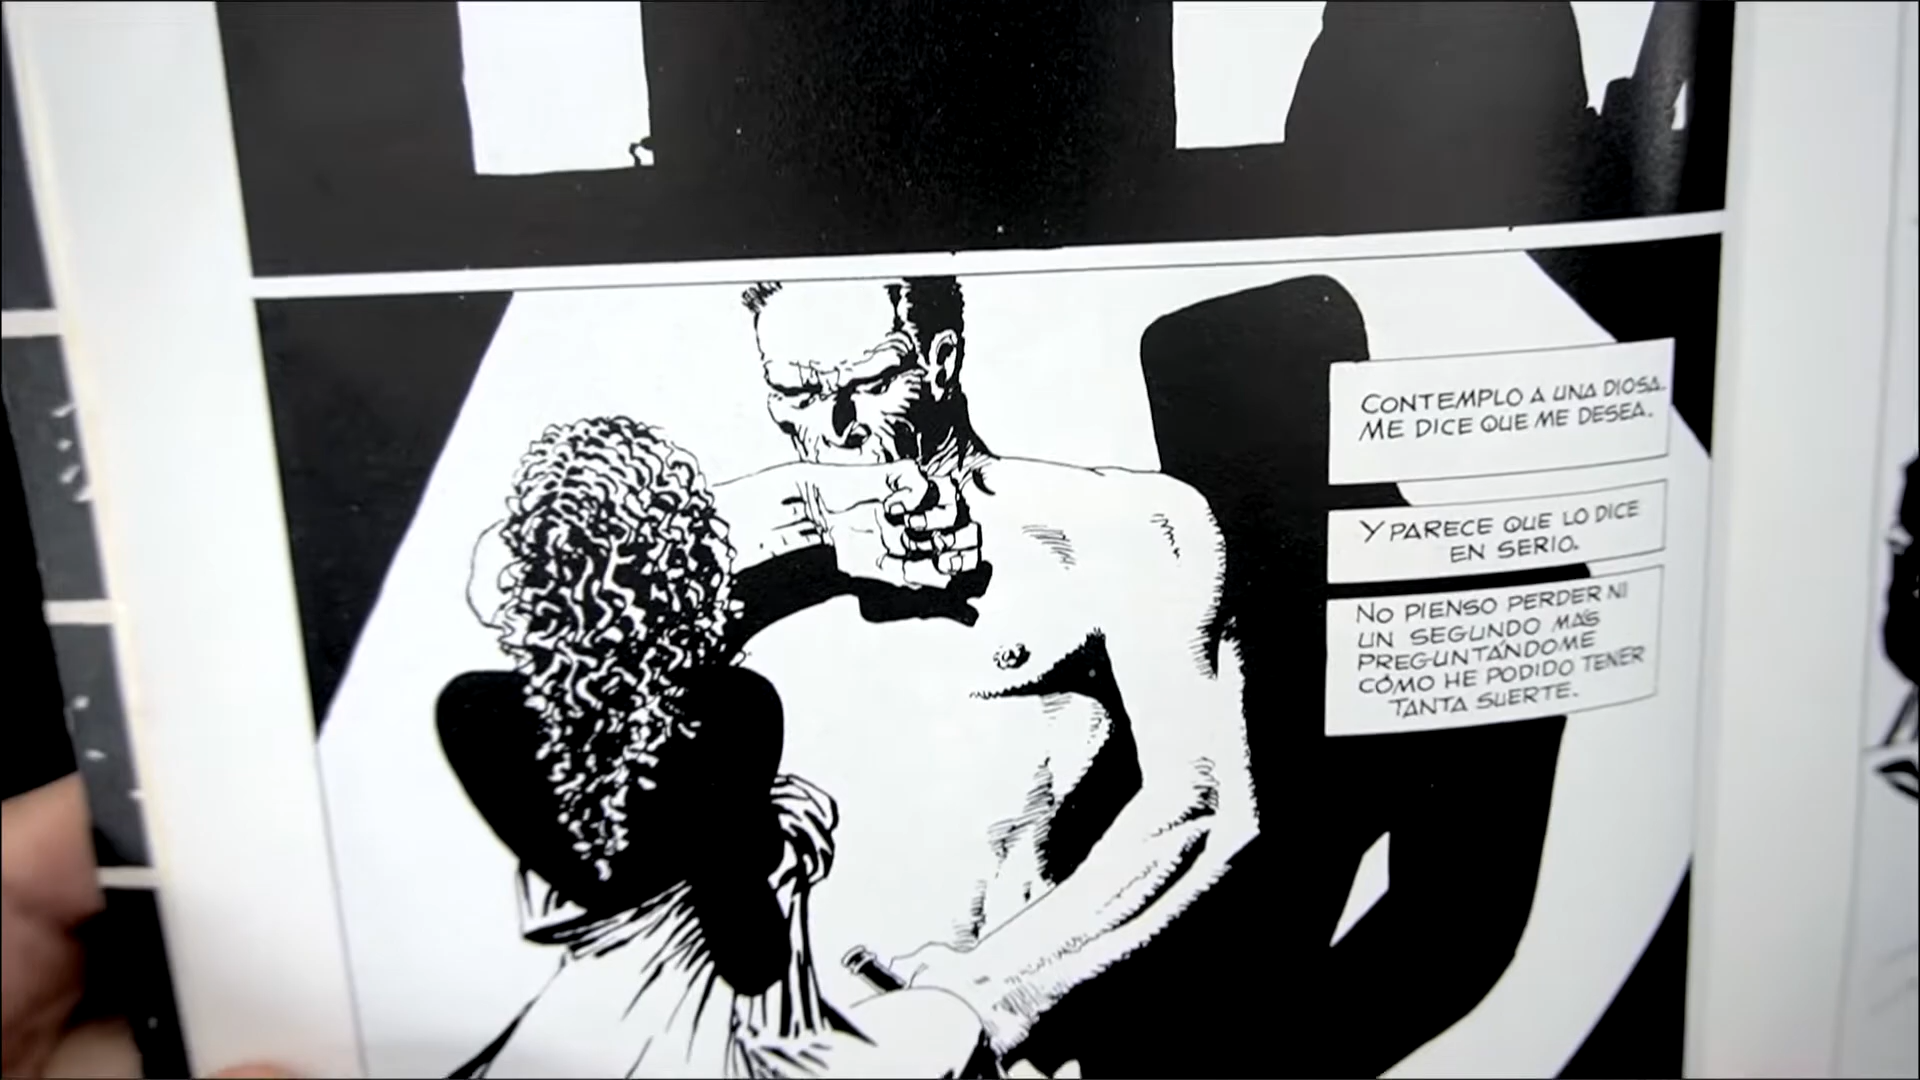 CONTEMPLO A UNA DIOSA.
ME DICE QUE ME DESEA.
Y PARECE QUE LO DICE
EN SERIO.
NO PIENSO PERDER NI
UN SEGUNDO MÁS
PREGUNTÁNDOME
CÓMO HE PODIDO TENER
TANTA SUERTE.